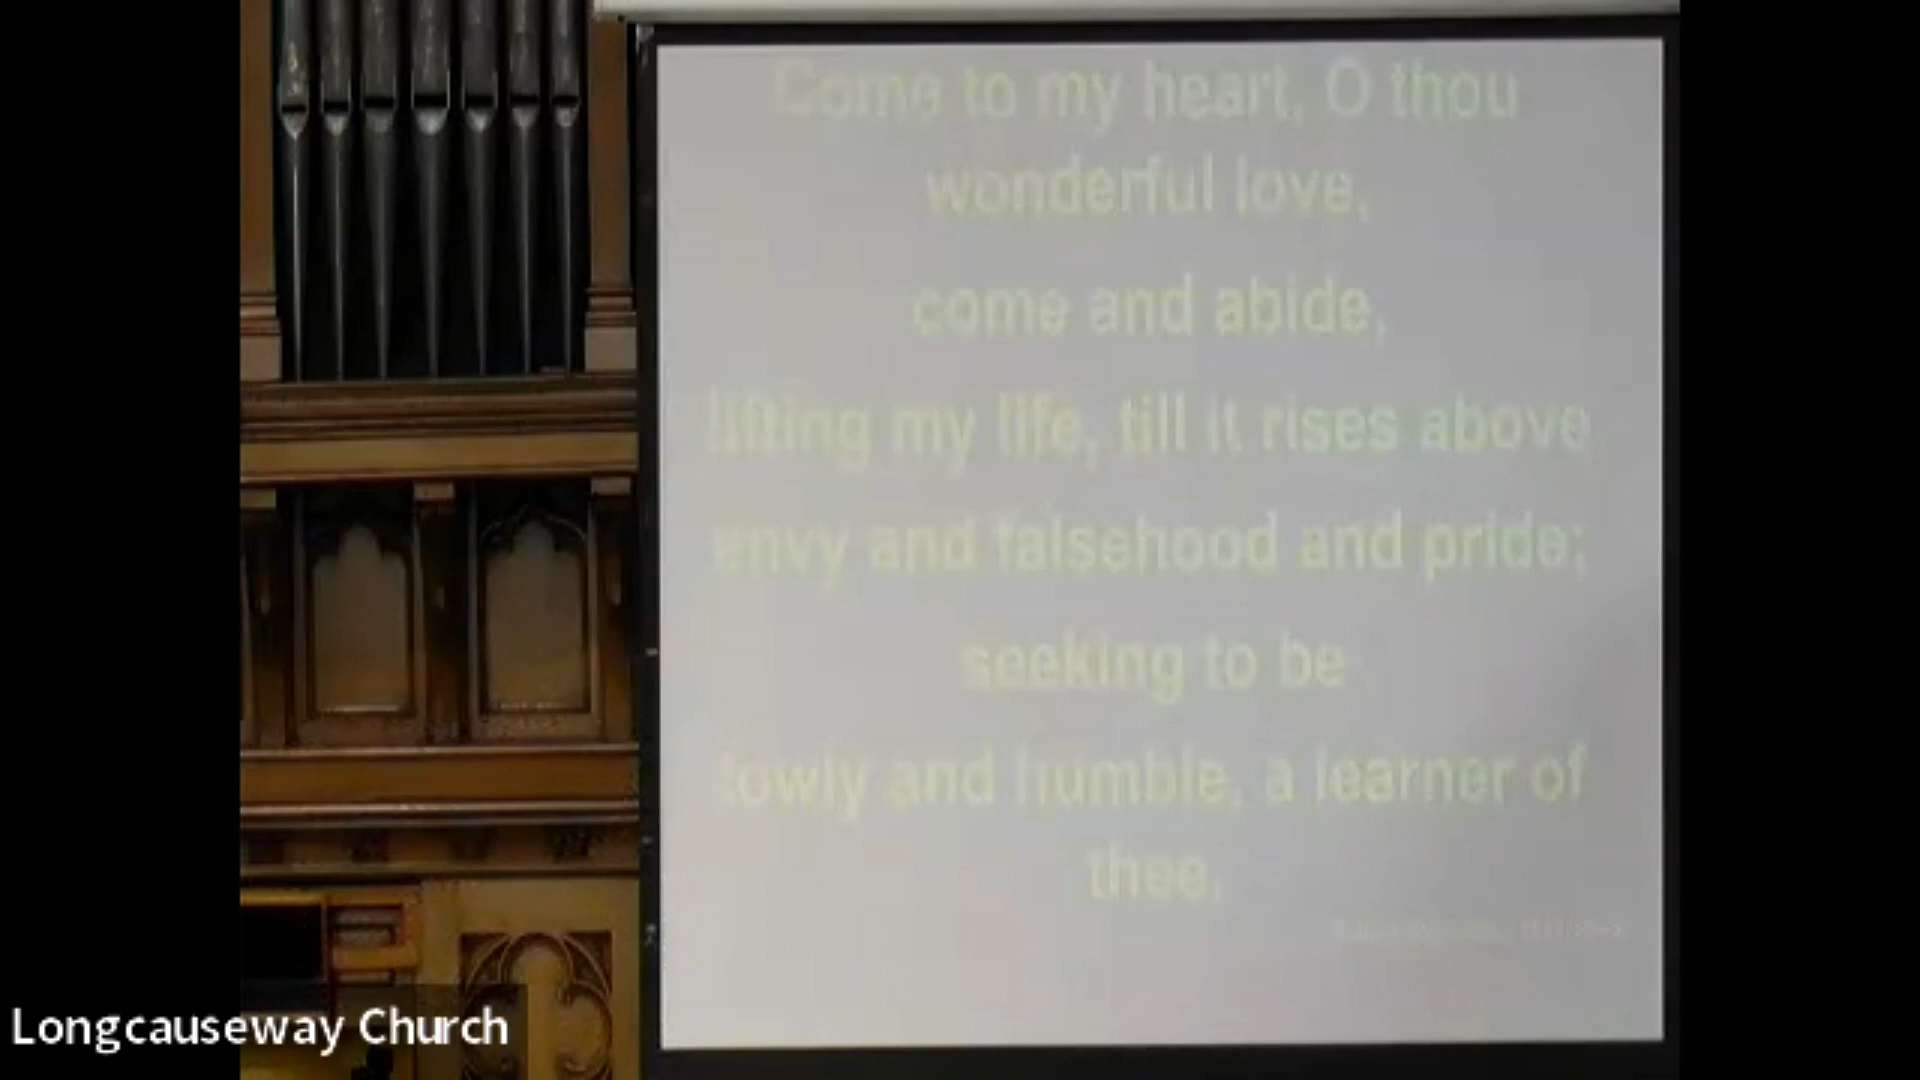 Come to my heart, O thou
wonderful love,
come and abide,
lifting my life, till it rises above
envy and falsehood and pride;
seeking to be
lowly and humble, a learner of
thee.
Longcauseway Church